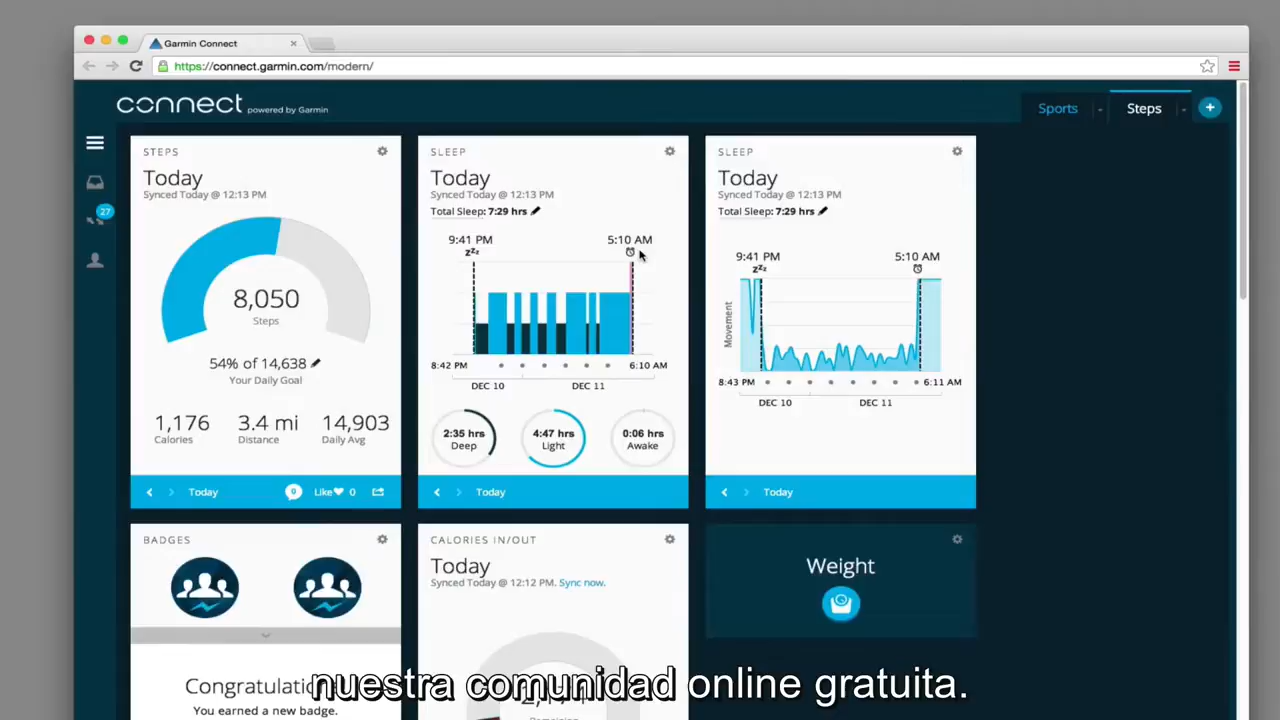 Garmin Connect
https://connect.garmin.com/modern/
connect powered by Garmin
Sports
Steps
27
STEPS
Today
Synced Today @ 12:13 PM
8,050
Steps
54% of 14,638
Your Daily Goal
1,176
Calories
3.4 mi
Distance
14,903
Daily Avg
Today
0
Like 0
SLEEP
Today
Synced Today @ 12:13 PM
Total Sleep: 7:29 hrs
9:41 PM
5:10 AM
zzz
8:42 PM
6:10 AM
DEC 10
DEC 11
2:35 hrs
Deep
4:47 hrs
Light
0:06 hrs
Awake
Today
SLEEP
Today
Synced Today @ 12:13 PM
Total Sleep: 7:29 hrs
9:41 PM
5:10 AM
zzz
Movement
8:43 PM
6:11 AM
DEC 10
DEC 11
Today
BADGES
You earned a new badge.
CALORIES IN/OUT
Today
Synced Today @ 12:12 PM. Sync now.
Weight
nuestra comunidad online gratuita.